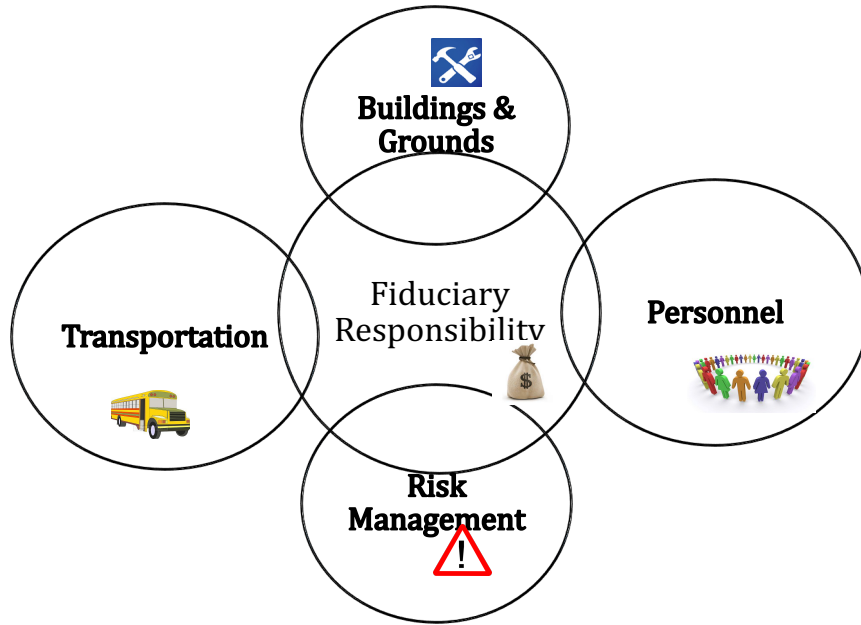 Buildings &
Grounds
Fiduciary
Responsibility
Transportation
Personnel
$
Risk
Management
!